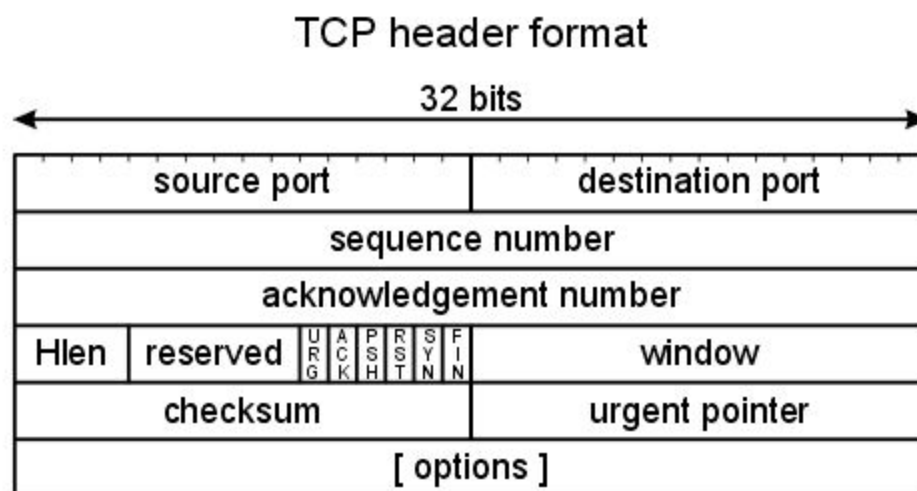 TCP header format
32 bits
source port destination port
sequence number
acknowledgement number
Hlen reserved URG ACK PSH RST SYN FIN window
checksum urgent pointer
[ options ]